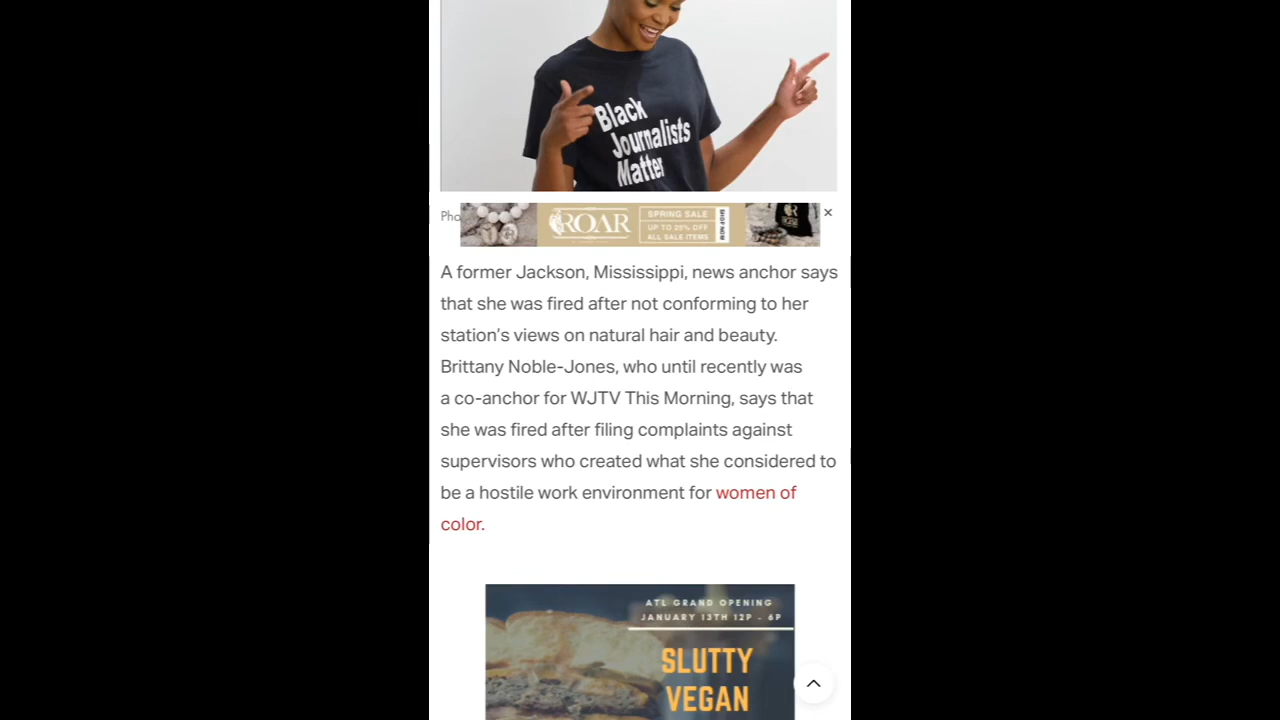 Black
Journalists
Matter
Pho
ROAR
SPRING SALE
UP TO 25% OFF
ALL SALE ITEMS
SHOP NOW
A former Jackson, Mississippi, news anchor says
that she was fired after not conforming to her
station's views on natural hair and beauty.
Brittany Noble-Jones, who until recently was
a co-anchor for WJTV This Morning, says that
she was fired after filing complaints against
supervisors who created what she considered to
be a hostile work environment for women of
color.
ATL GRAND OPENING
JANUARY 13TH 12P - 6P
SLUTTY
VEGAN